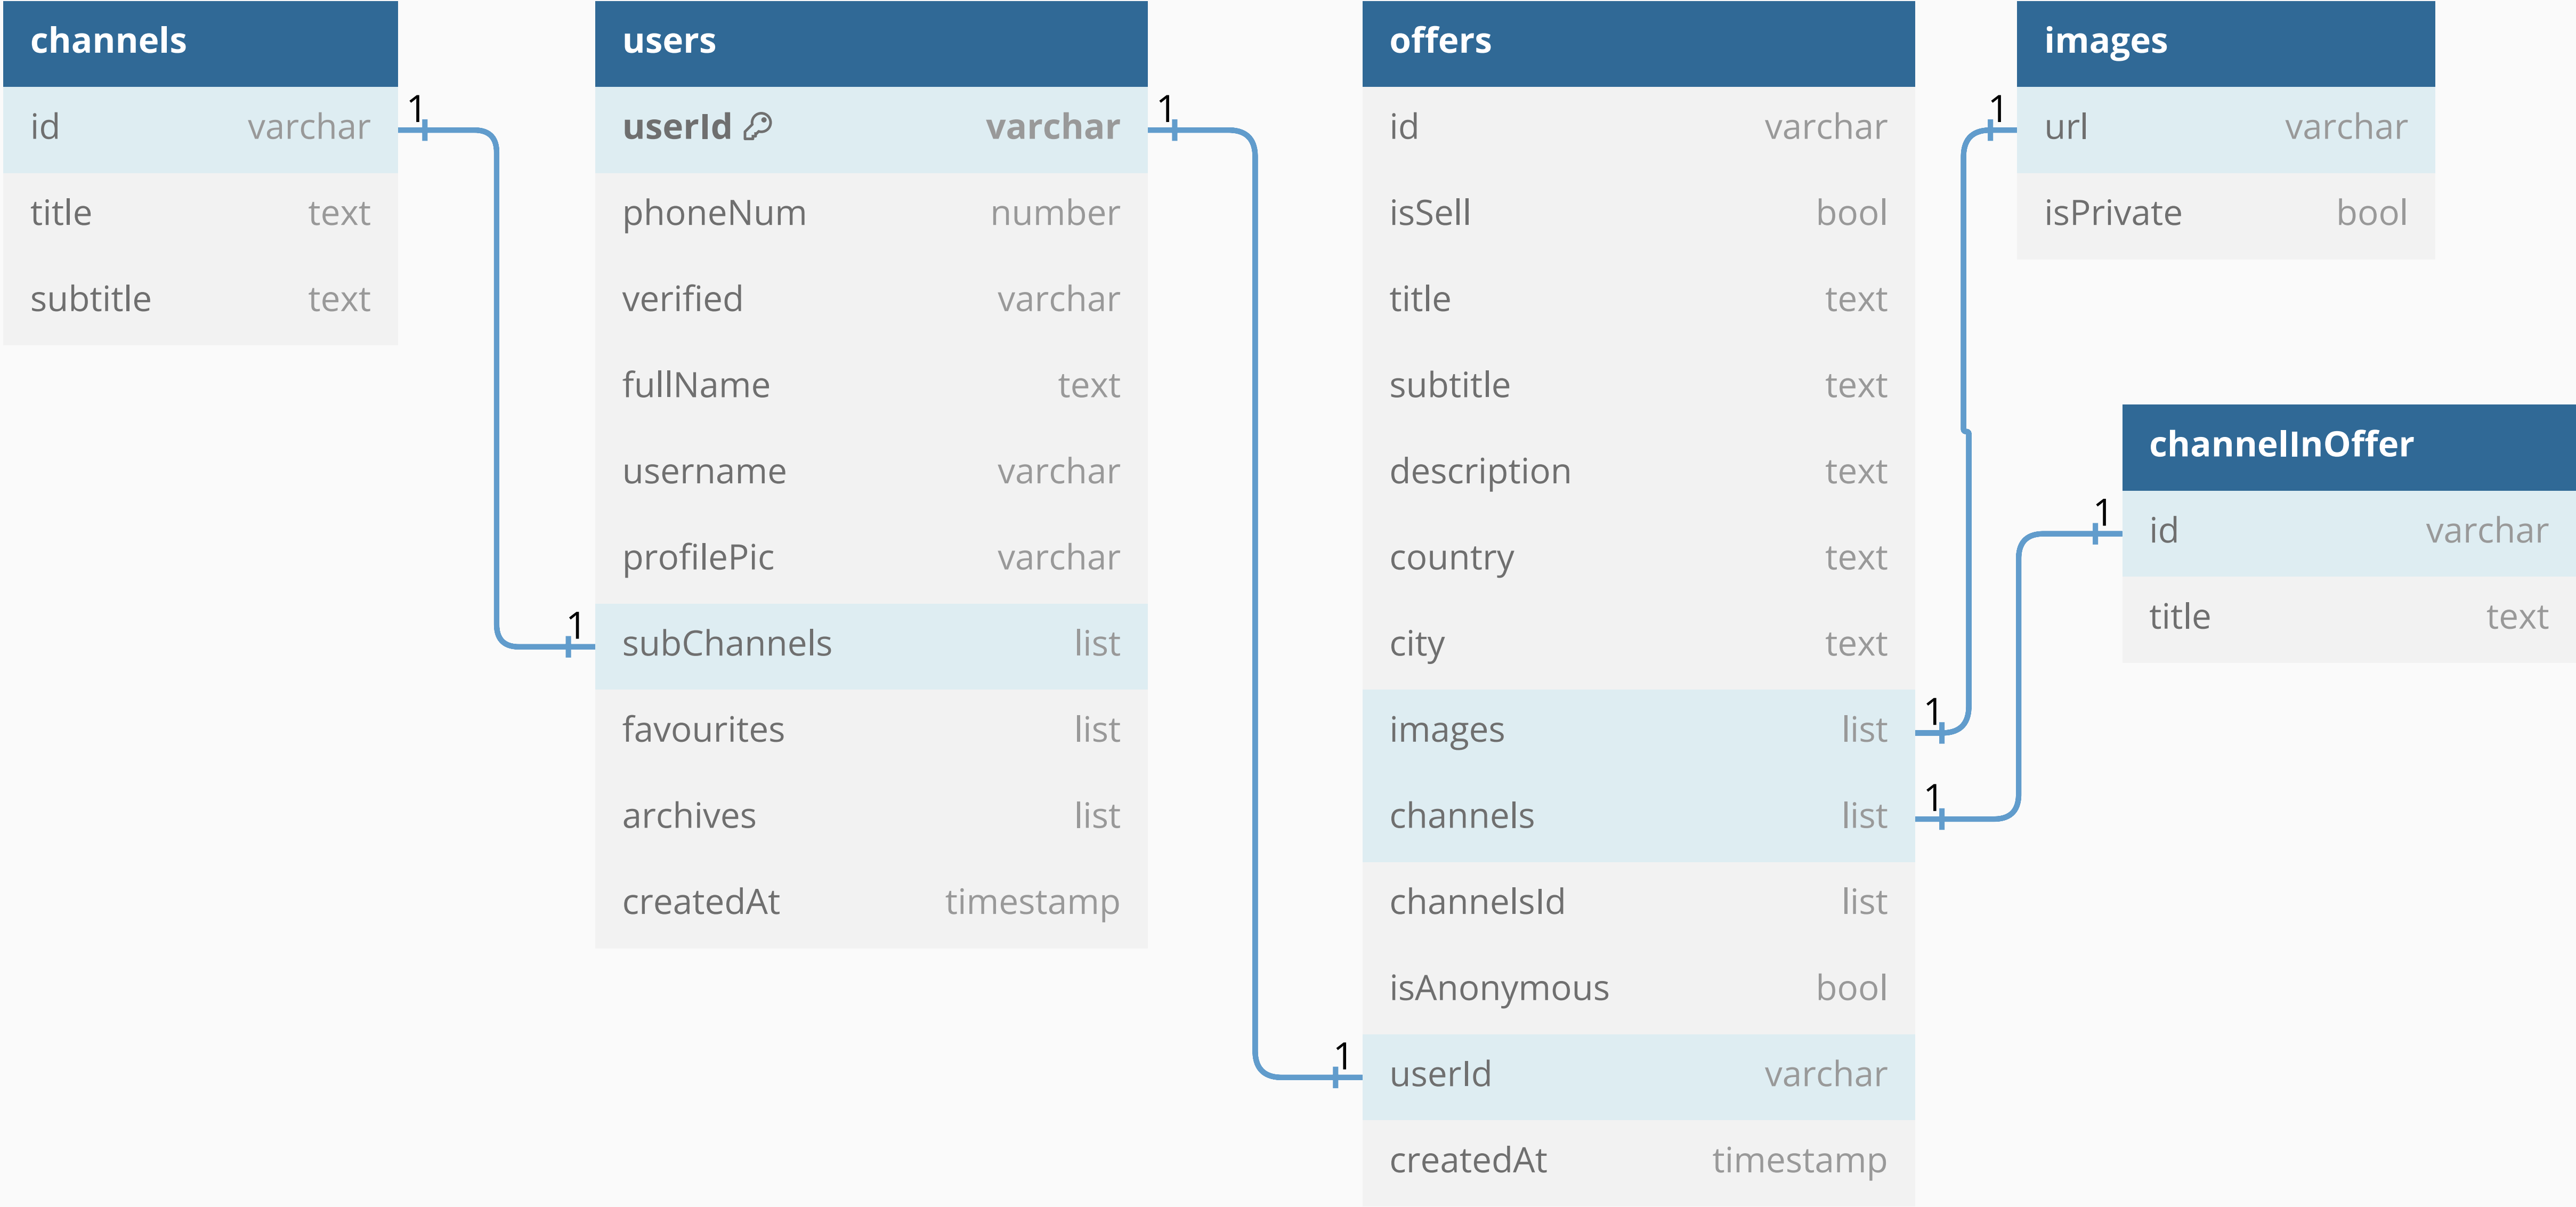 channels
id varchar
title text
subtitle text
1
1
users
userId varchar
phoneNum number
verified varchar
fullName text
username varchar
profilePic varchar
subChannels list
favourites list
archives list
createdAt timestamp
1
1
offers
id varchar
isSell bool
title text
subtitle text
description text
country text
city text
images list
channels list
channelsId list
isAnonymous bool
userId varchar
createdAt timestamp
1
1
1
1
images
url varchar
isPrivate bool
channelInOffer
id varchar
title text